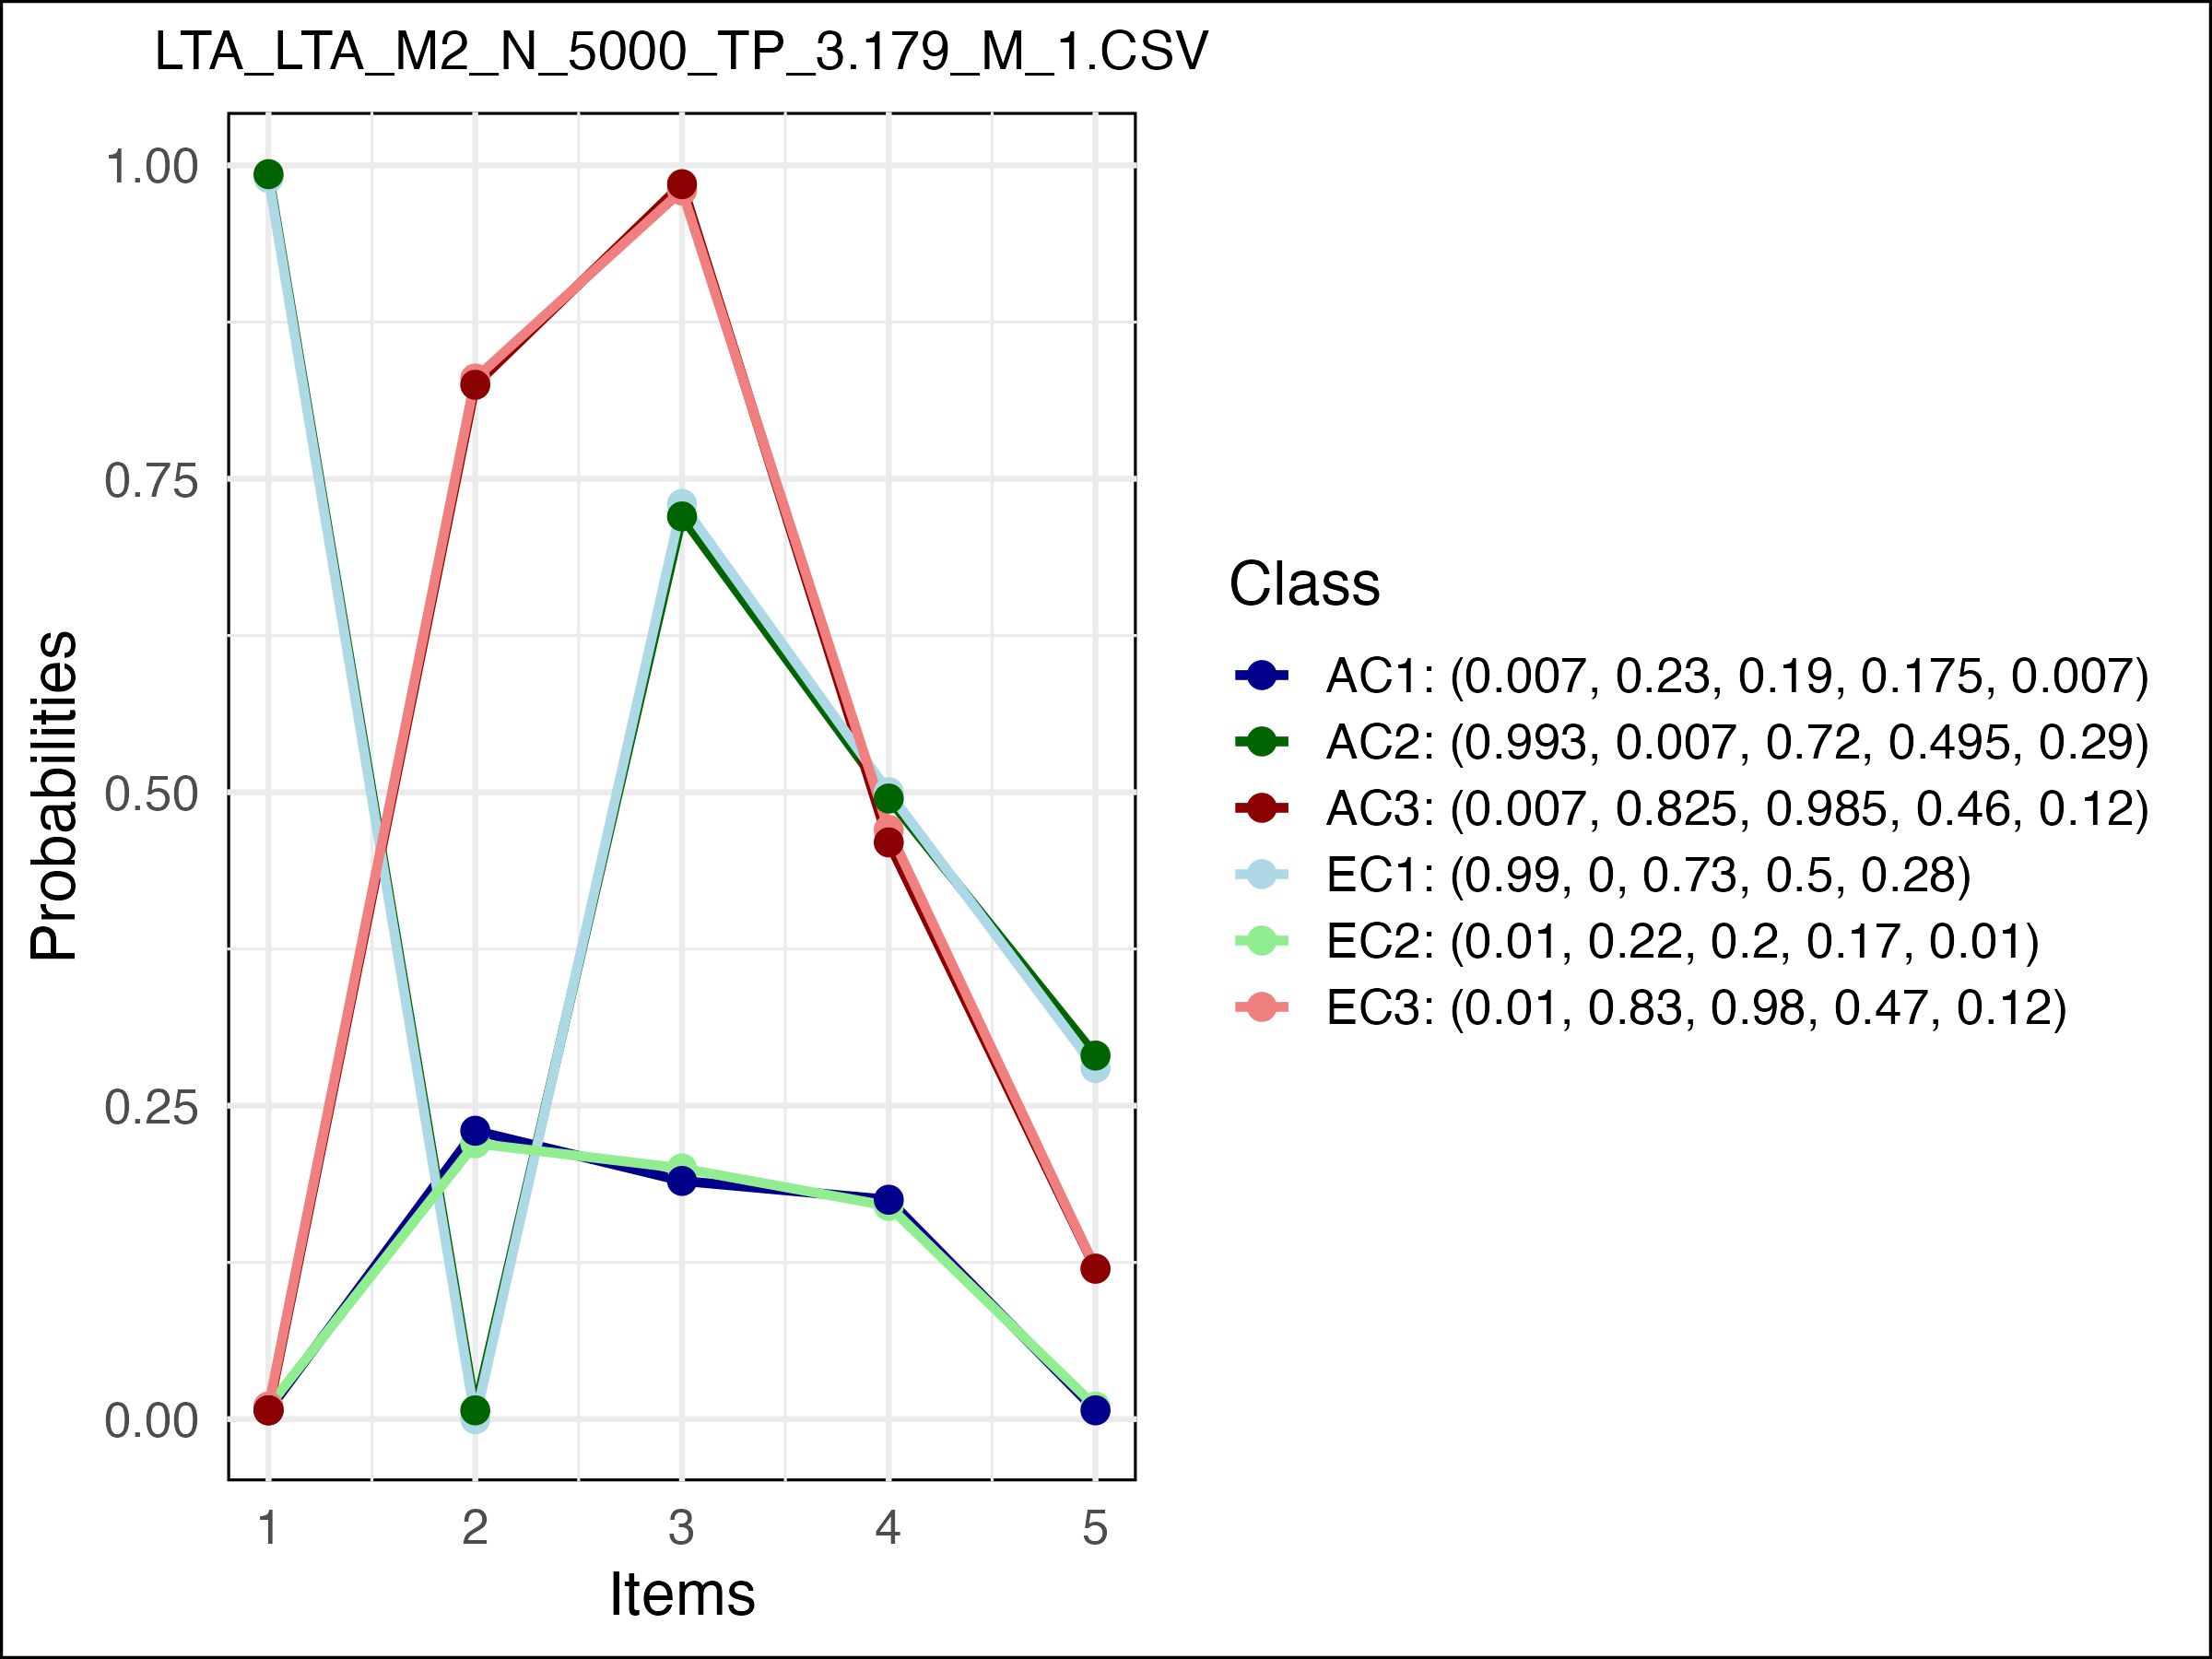 LTA_LTA_M2_N_5000_TP_3.179_M_1.CSV
1.00
0.75
0.50
0.25
0.00
Probabilities
1 2 3 4 5
Items
Class
AC1: (0.007, 0.23, 0.19, 0.175, 0.007)
AC2: (0.993, 0.007, 0.72, 0.495, 0.29)
AC3: (0.007, 0.825, 0.985, 0.46, 0.12)
EC1: (0.99, 0, 0.73, 0.5, 0.28)
EC2: (0.01, 0.22, 0.2, 0.17, 0.01)
EC3: (0.01, 0.83, 0.98, 0.47, 0.12)